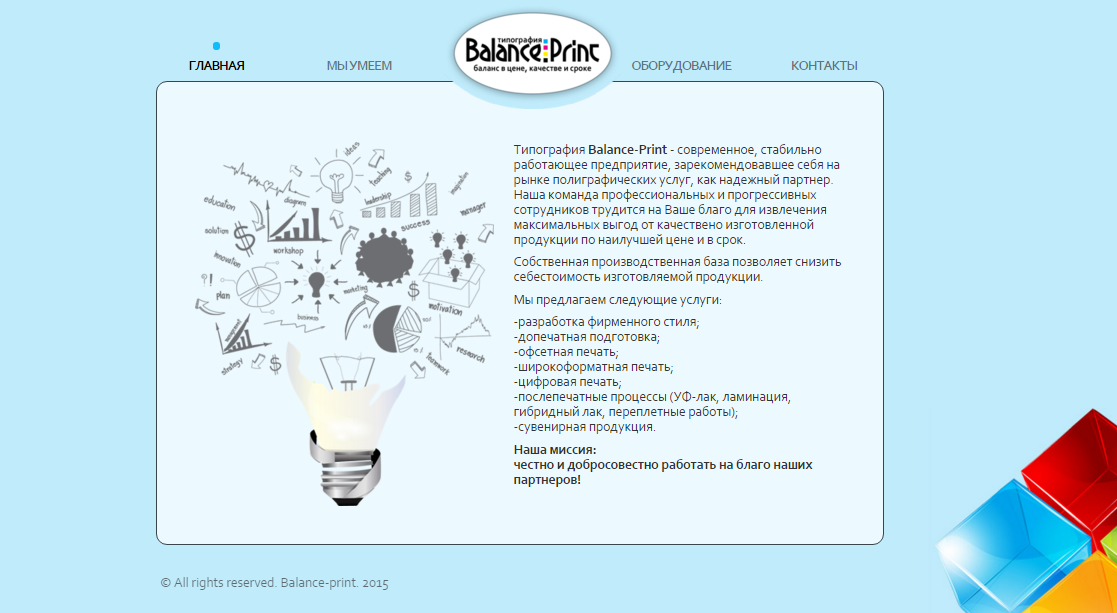 ГЛАВНАЯ
МЫ УМЕЕМ
типография
Balance Print
баланс в цене, качестве и сроке
ОБОРУДОВАНИЕ
КОНТАКТЫ
ideas
teaching
education
diagram
leadership
$
migration
manager
solution
$
success
workshop
innovation
?!
plan
marketing
$
motivation
business
management
research
strategy
$
Teamwork
Типография Balance-Print - современное, стабильно
работающее предприятие, зарекомендовавшее себя на
рынке полиграфических услуг, как надежный партнер.
Наша команда профессиональных и прогрессивных
сотрудников трудится на Ваше благо для извлечения
максимальных выгод от качествено изготовленной
продукции по наилучшей цене и в срок.
Собственная производственная база позволяет снизить
себестоимость изготовляемой продукции.
Мы предлагаем следующие услуги:
-разработка фирменного стиля;
-допечатная подготовка;
-офсетная печать;
-широкоформатная печать;
-цифровая печать;
-послепечатные процессы (УФ-лак, ламинация,
гибридный лак, переплетные работы);
-сувенирная продукция.
Наша миссия:
честно и добросовестно работать на благо наших
партнеров!
© All rights reserved. Balance-print. 2015